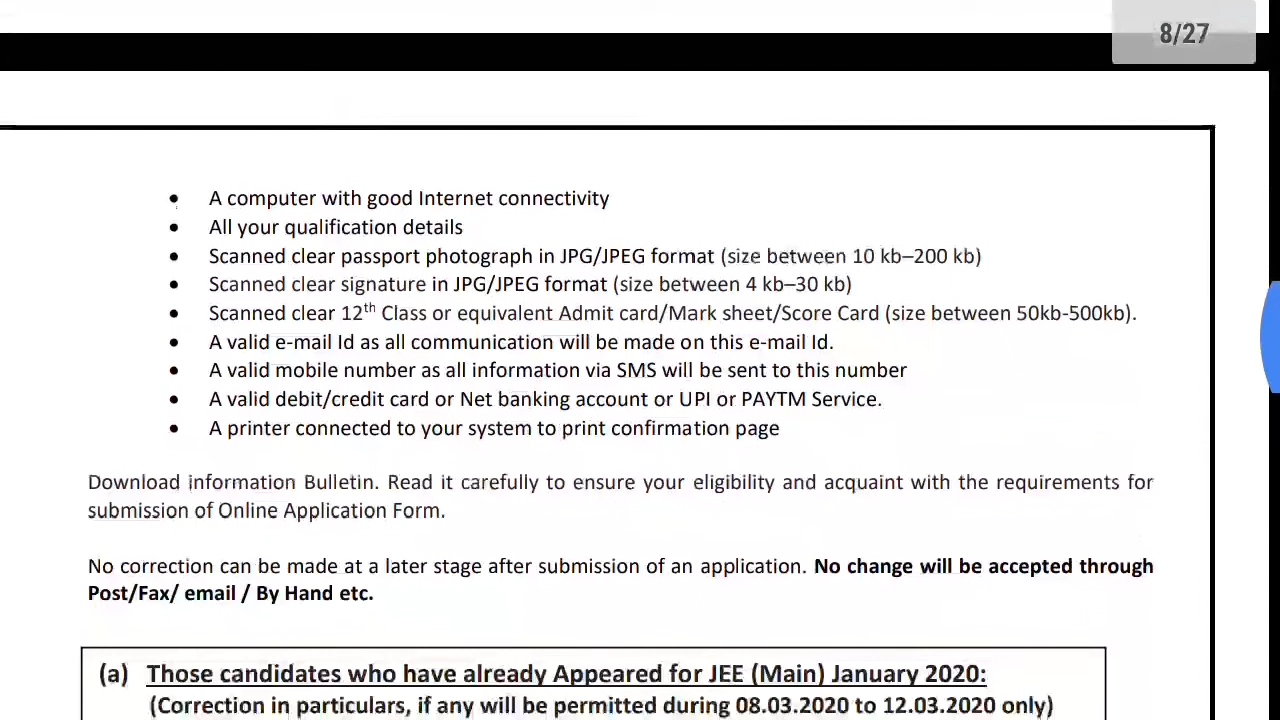 8/27
• A computer with good Internet connectivity
• All your qualification details
• Scanned clear passport photograph in JPG/JPEG format (size between 10 kb–200 kb)
• Scanned clear signature in JPG/JPEG format (size between 4 kb–30 kb)
• Scanned clear 12th Class or equivalent Admit card/Mark sheet/Score Card (size between 50kb-500kb).
• A valid e-mail Id as all communication will be made on this e-mail Id.
• A valid mobile number as all information via SMS will be sent to this number
• A valid debit/credit card or Net banking account or UPI or PAYTM Service.
• A printer connected to your system to print confirmation page
Download Information Bulletin. Read it carefully to ensure your eligibility and acquaint with the requirements for
submission of Online Application Form.
No correction can be made at a later stage after submission of an application. No change will be accepted through
Post/Fax/ email / By Hand etc.
(a) Those candidates who have already Appeared for JEE (Main) January 2020:
(Correction in particulars, if any will be permitted during 08.03.2020 to 12.03.2020 only)